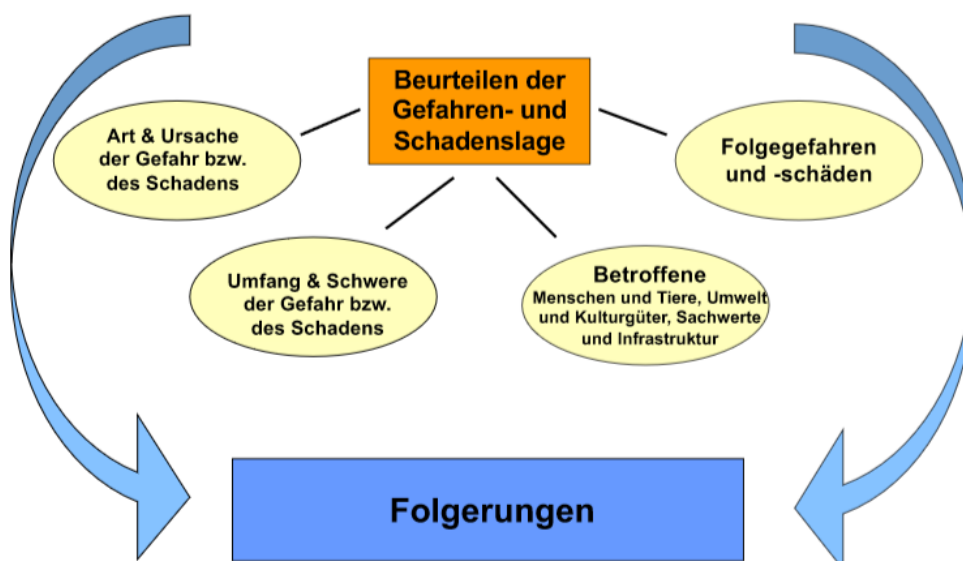 Beurteilen der
Gefahren- und
Schadenslage
Art & Ursache
der Gefahr bzw.
des Schadens
Folgegefahren
und -schäden
Umfang & Schwere
der Gefahr bzw.
des Schadens
Betroffene
Menschen und Tiere, Umwelt
und Kulturgüter, Sachwerte
und Infrastruktur
Folgerungen